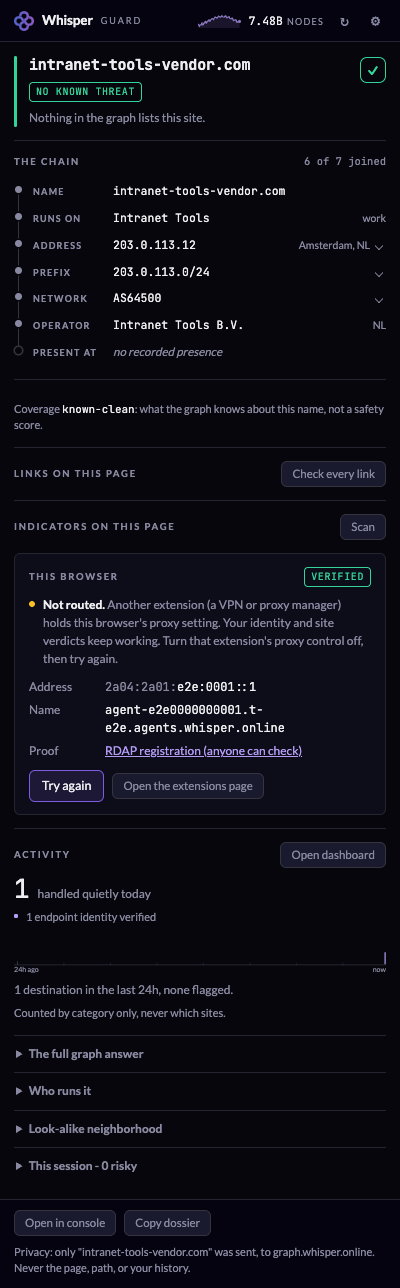 Whisper GUARD 7.48B NODES ↻ ⚙
intranet-tools-vendor.com
NO KNOWN THREAT
Nothing in the graph lists this site.
THE CHAIN 6 of 7 joined
NAME intranet-tools-vendor.com
RUNS ON Intranet Tools work
ADDRESS 203.0.113.12 Amsterdam, NL
PREFIX 203.0.113.0/24
NETWORK AS64500
OPERATOR Intranet Tools B.V. NL
PRESENT AT no recorded presence
Coverage known-clean: what the graph knows about this name, not a safety
score.
LINKS ON THIS PAGE Check every link
INDICATORS ON THIS PAGE Scan
THIS BROWSER VERIFIED
Not routed. Another extension (a VPN or proxy manager)
holds this browser's proxy setting. Your identity and site
verdicts keep working. Turn that extension's proxy control off,
then try again.
Address 2a04:2a01:e2e:0001::1
Name agent-e2e0000000001.t-
e2e.agents.whisper.online
Proof RDAP registration (anyone can check)
Try again Open the extensions page
ACTIVITY Open dashboard
1 handled quietly today
1 endpoint identity verified
24h ago now
1 destination in the last 24h, none flagged.
Counted by category only, never which sites.
▶ The full graph answer
▶ Who runs it
▶ Look-alike neighborhood
▶ This session - 0 risky
Open in console Copy dossier
Privacy: only "intranet-tools-vendor.com" was sent, to graph.whisper.online.
Never the page, path, or your history.